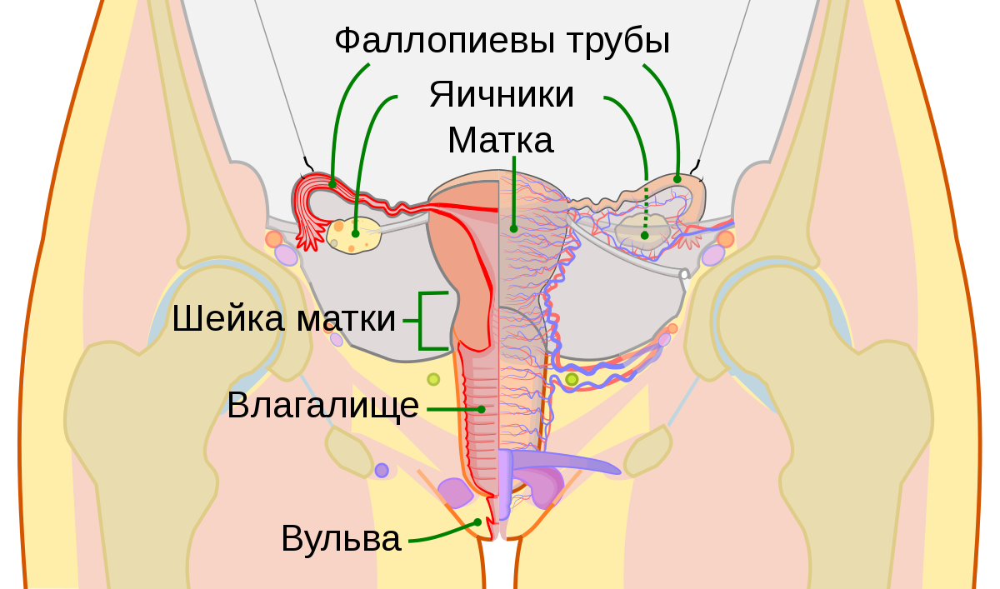 Фаллопиевы трубы
Яичники
Матка
Шейка матки
Влагалище
Вульва